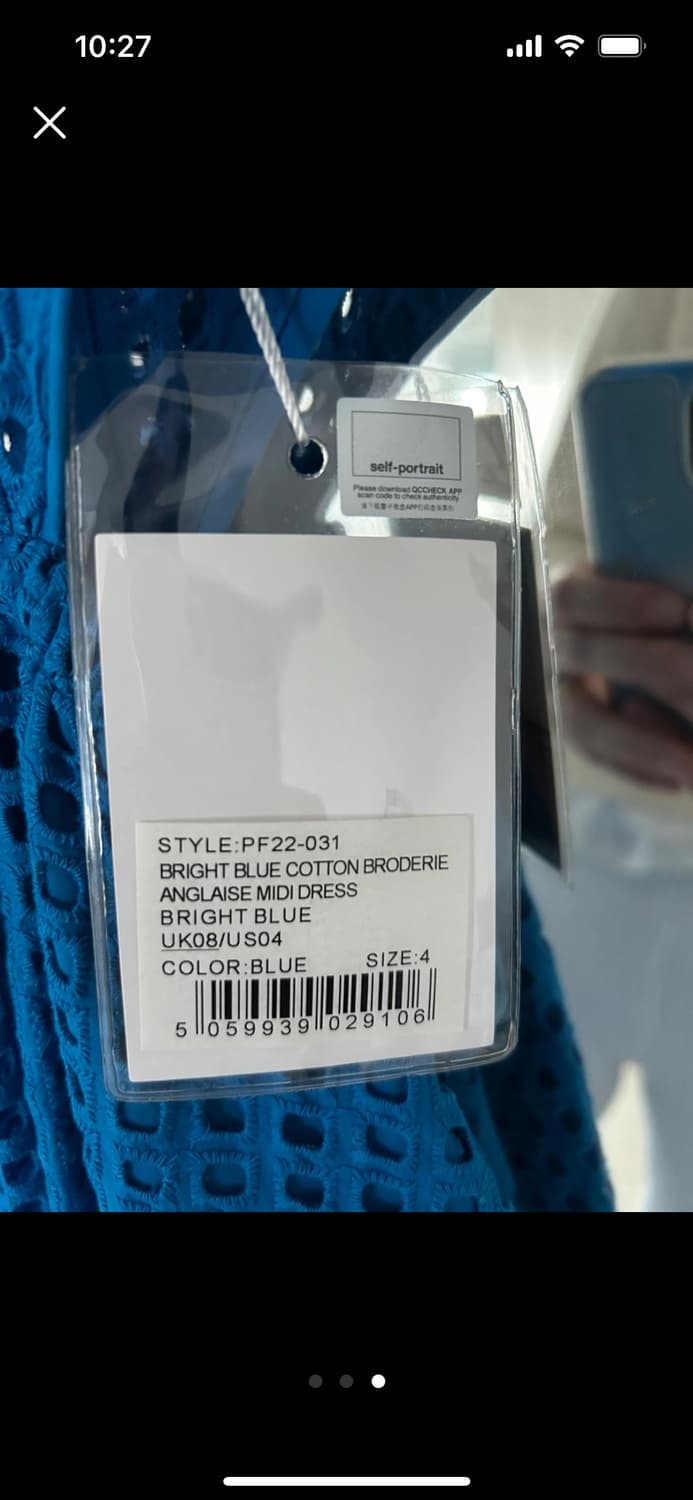 10:27
self-portrait
Please download QCCHECK APP
scan code to check authenticity
STYLE:PF22-031
BRIGHT BLUE COTTON BRODERIE
ANGLAISE MIDI DRESS
BRIGHT BLUE
UK08/US04
COLOR:BLUE SIZE:4
5 059939 029106